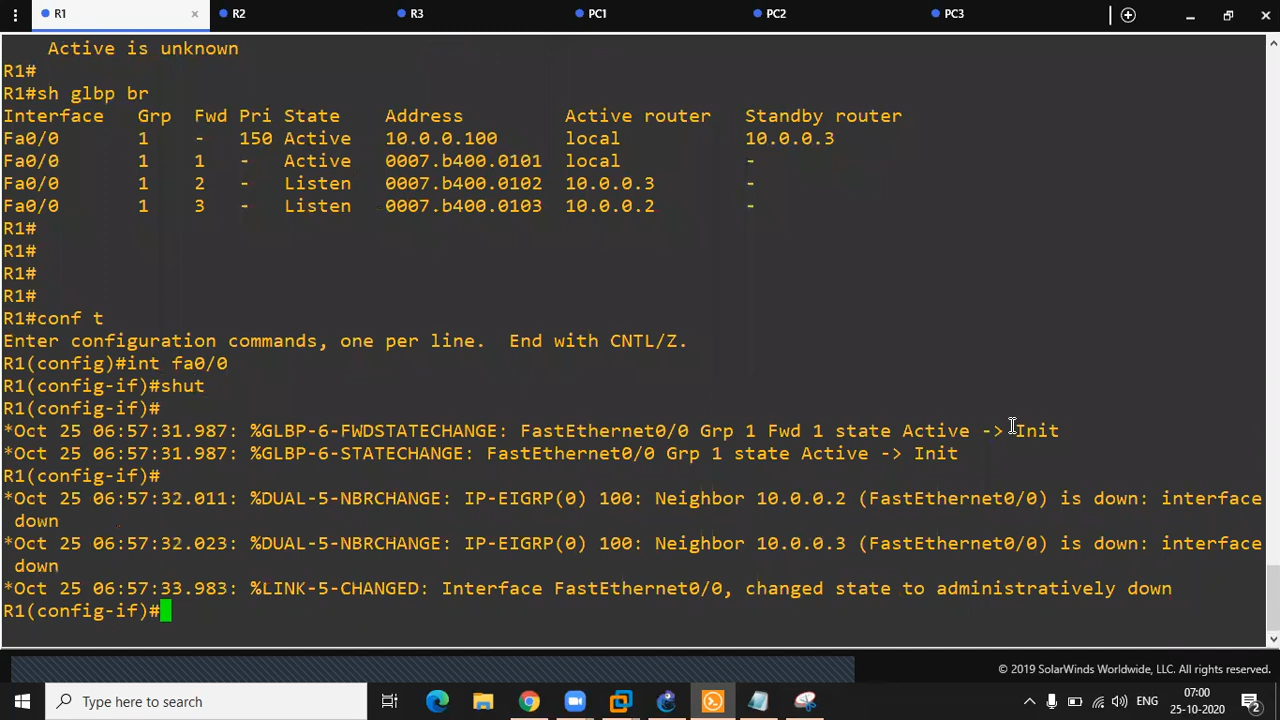 R1 × R2 R3 PC1 PC2 PC3
Active is unknown
R1#
R1#sh glbp br
Interface Grp Fwd Pri State Address Active router Standby router
Fa0/0 1 - 150 Active 10.0.0.100 local 10.0.0.3
Fa0/0 1 1 - Active 0007.b400.0101 local -
Fa0/0 1 2 - Listen 0007.b400.0102 10.0.0.3 -
Fa0/0 1 3 - Listen 0007.b400.0103 10.0.0.2 -
R1#
R1#
R1#
R1#
R1#conf t
Enter configuration commands, one per line. End with CNTL/Z.
R1(config)#int fa0/0
R1(config-if)#shut
R1(config-if)#
*Oct 25 06:57:31.987: %GLBP-6-FWDSTATECHANGE: FastEthernet0/0 Grp 1 Fwd 1 state Active -> Init
*Oct 25 06:57:31.987: %GLBP-6-STATECHANGE: FastEthernet0/0 Grp 1 state Active -> Init
R1(config-if)#
*Oct 25 06:57:32.011: %DUAL-5-NBRCHANGE: IP-EIGRP(0) 100: Neighbor 10.0.0.2 (FastEthernet0/0) is down: interface
down
*Oct 25 06:57:32.023: %DUAL-5-NBRCHANGE: IP-EIGRP(0) 100: Neighbor 10.0.0.3 (FastEthernet0/0) is down: interface
down
*Oct 25 06:57:33.983: %LINK-5-CHANGED: Interface FastEthernet0/0, changed state to administratively down
R1(config-if)#
© 2019 SolarWinds Worldwide, LLC. All rights reserved.
Type here to search
ENG
07:00
25-10-2020
2